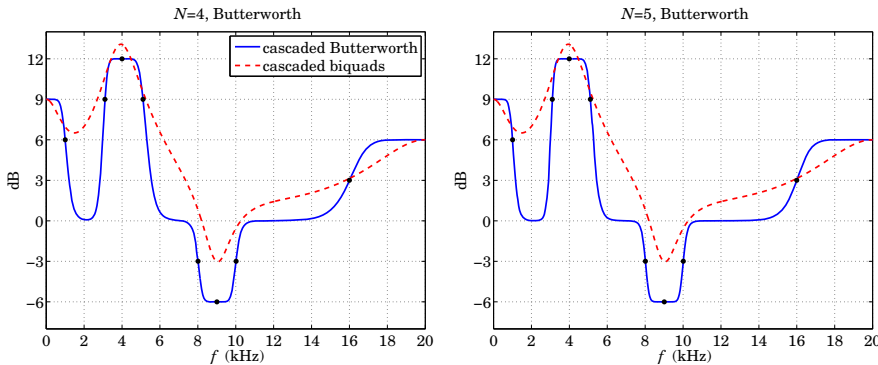 N=4, Butterworth
cascaded Butterworth
cascaded biquads
dB
12
9
6
3
0
−3
−6
0 2 4 6 8 10 12 14 16 18 20
f (kHz)
N=5, Butterworth
dB
12
9
6
3
0
−3
−6
0 2 4 6 8 10 12 14 16 18 20
f (kHz)